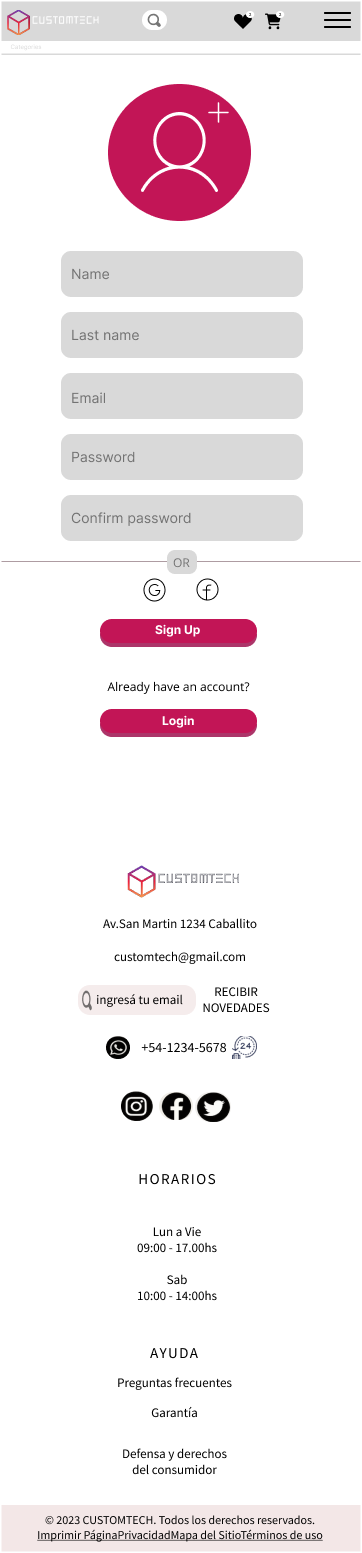 CUSTOMTECH
Categories
Name
Last name
Email
Password
Confirm password
OR
Sign Up
Already have an account?
Login
CUSTOMTECH
Av.San Martin 1234 Caballito
customtech@gmail.com
ingresá tu email
RECIBIR
NOVEDADES
+54-1234-5678
24
HORARIOS
Lun a Vie
09:00 - 17.00hs
Sab
10:00 - 14:00hs
AYUDA
Preguntas frecuentes
Garantía
Defensa y derechos
del consumidor
© 2023 CUSTOMTECH. Todos los derechos reservados.
Imprimir PáginaPrivacidadMapa del SitioTérminos de uso